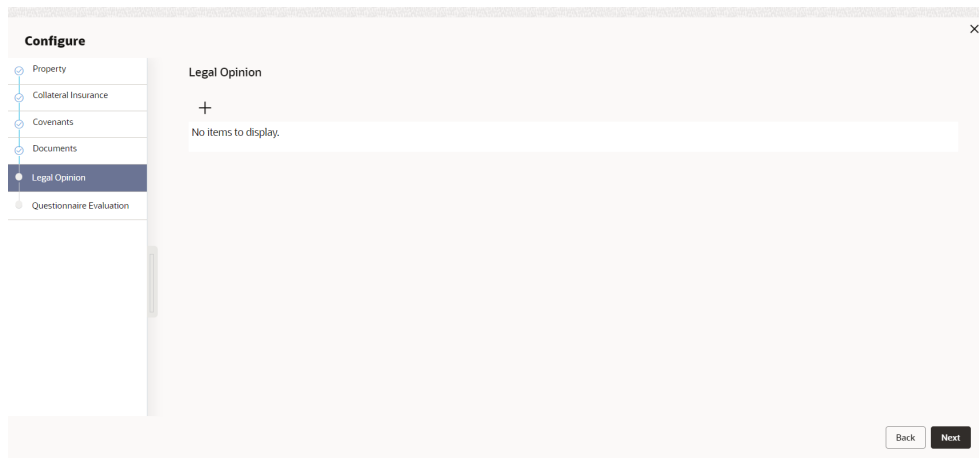 Configure
Property
Collateral Insurance
Covenants
Documents
Legal Opinion
Questionnaire Evaluation
Legal Opinion
No items to display.
Back
Next